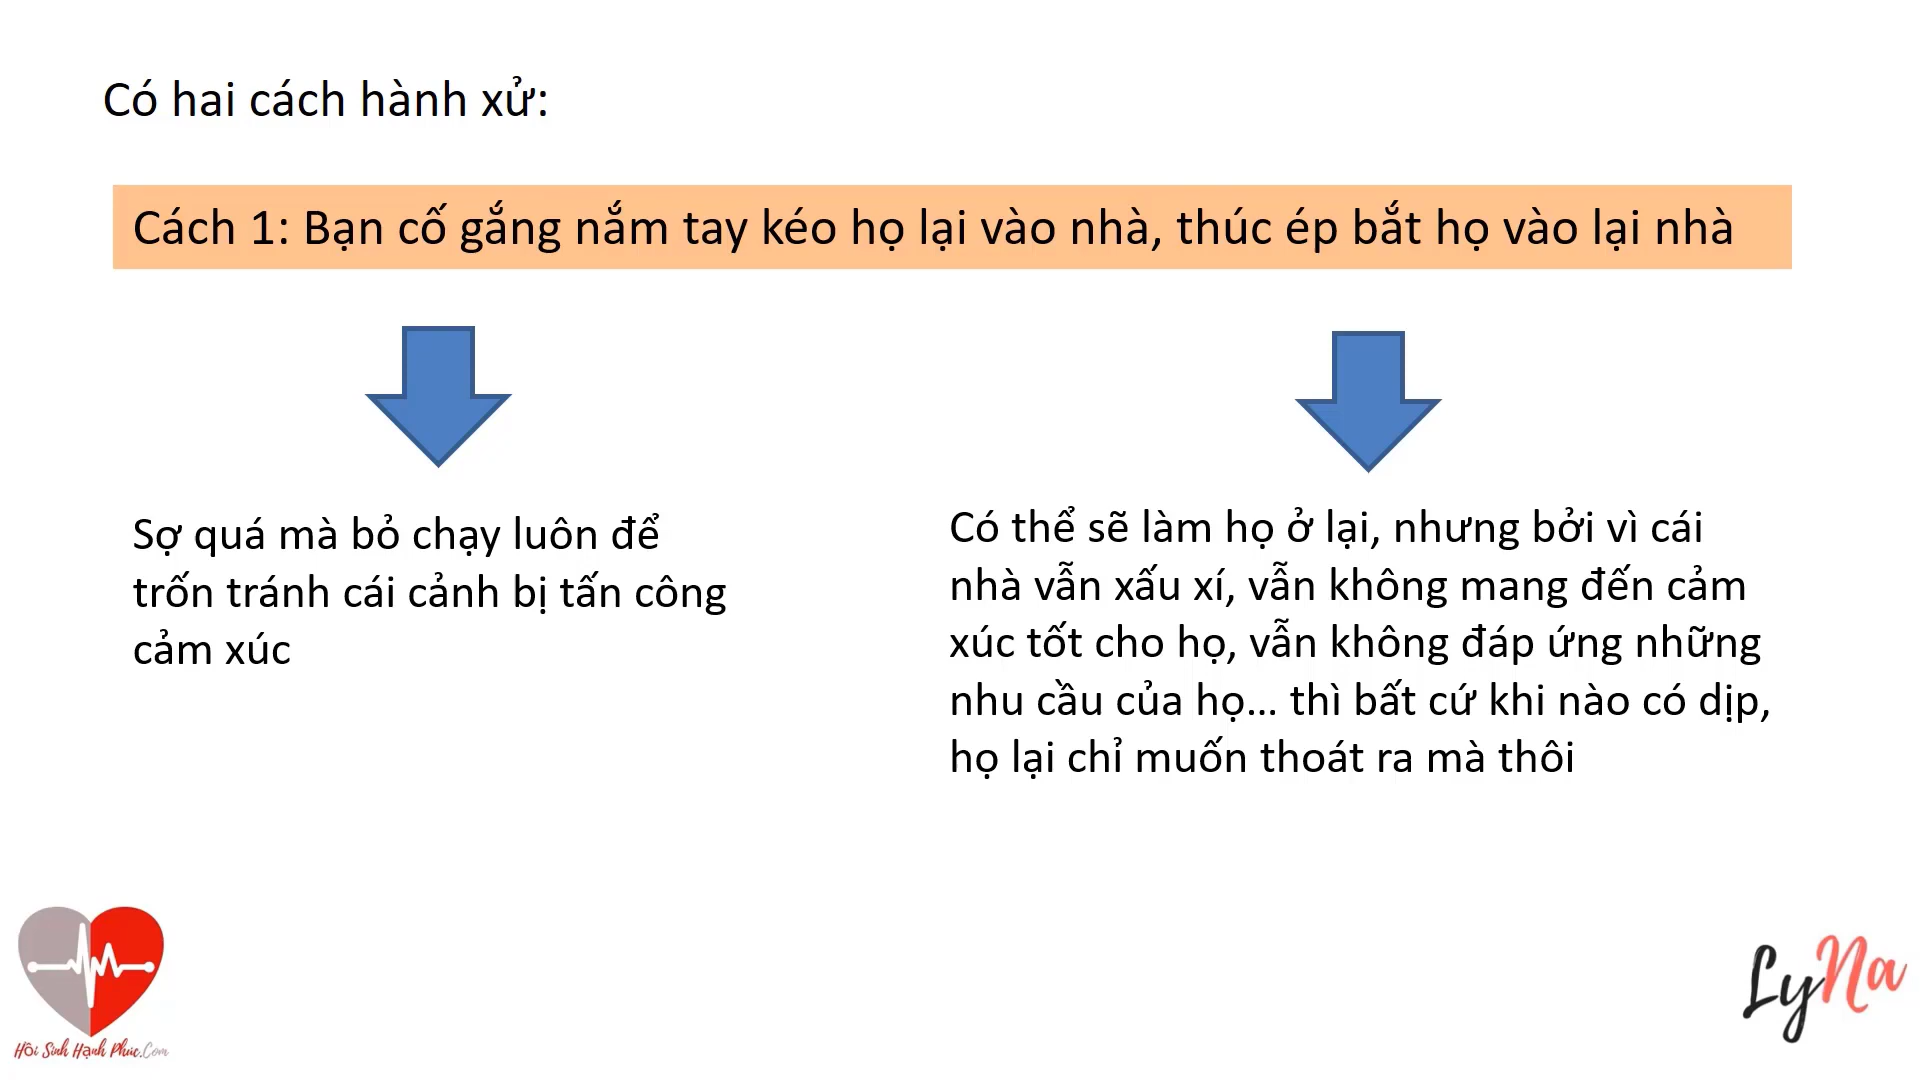 Có hai cách hành xử:
Cách 1: Bạn cố gắng nắm tay kéo họ lại vào nhà, thúc ép bắt họ vào lại nhà
Sợ quá mà bỏ chạy luôn để
trốn tránh cái cảnh bị tấn công
cảm xúc
Có thể sẽ làm họ ở lại, nhưng bởi vì cái
nhà vẫn xấu xí, vẫn không mang đến cảm
xúc tốt cho họ, vẫn không đáp ứng những
nhu cầu của họ... thì bất cứ khi nào có dịp,
họ lại chỉ muốn thoát ra mà thôi
Hồi Sinh Hạnh Phúc.Com
LyNa